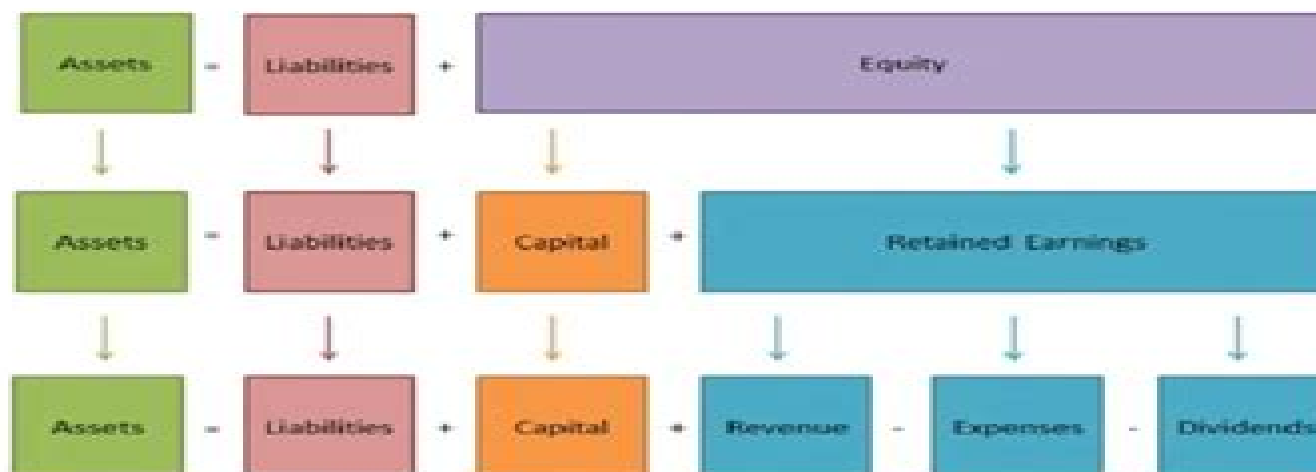 Assets = Liabilities + Equity
Assets = Liabilities + Capital + Retained Earnings
Assets = Liabilities + Capital + Revenue - Expenses - Dividends